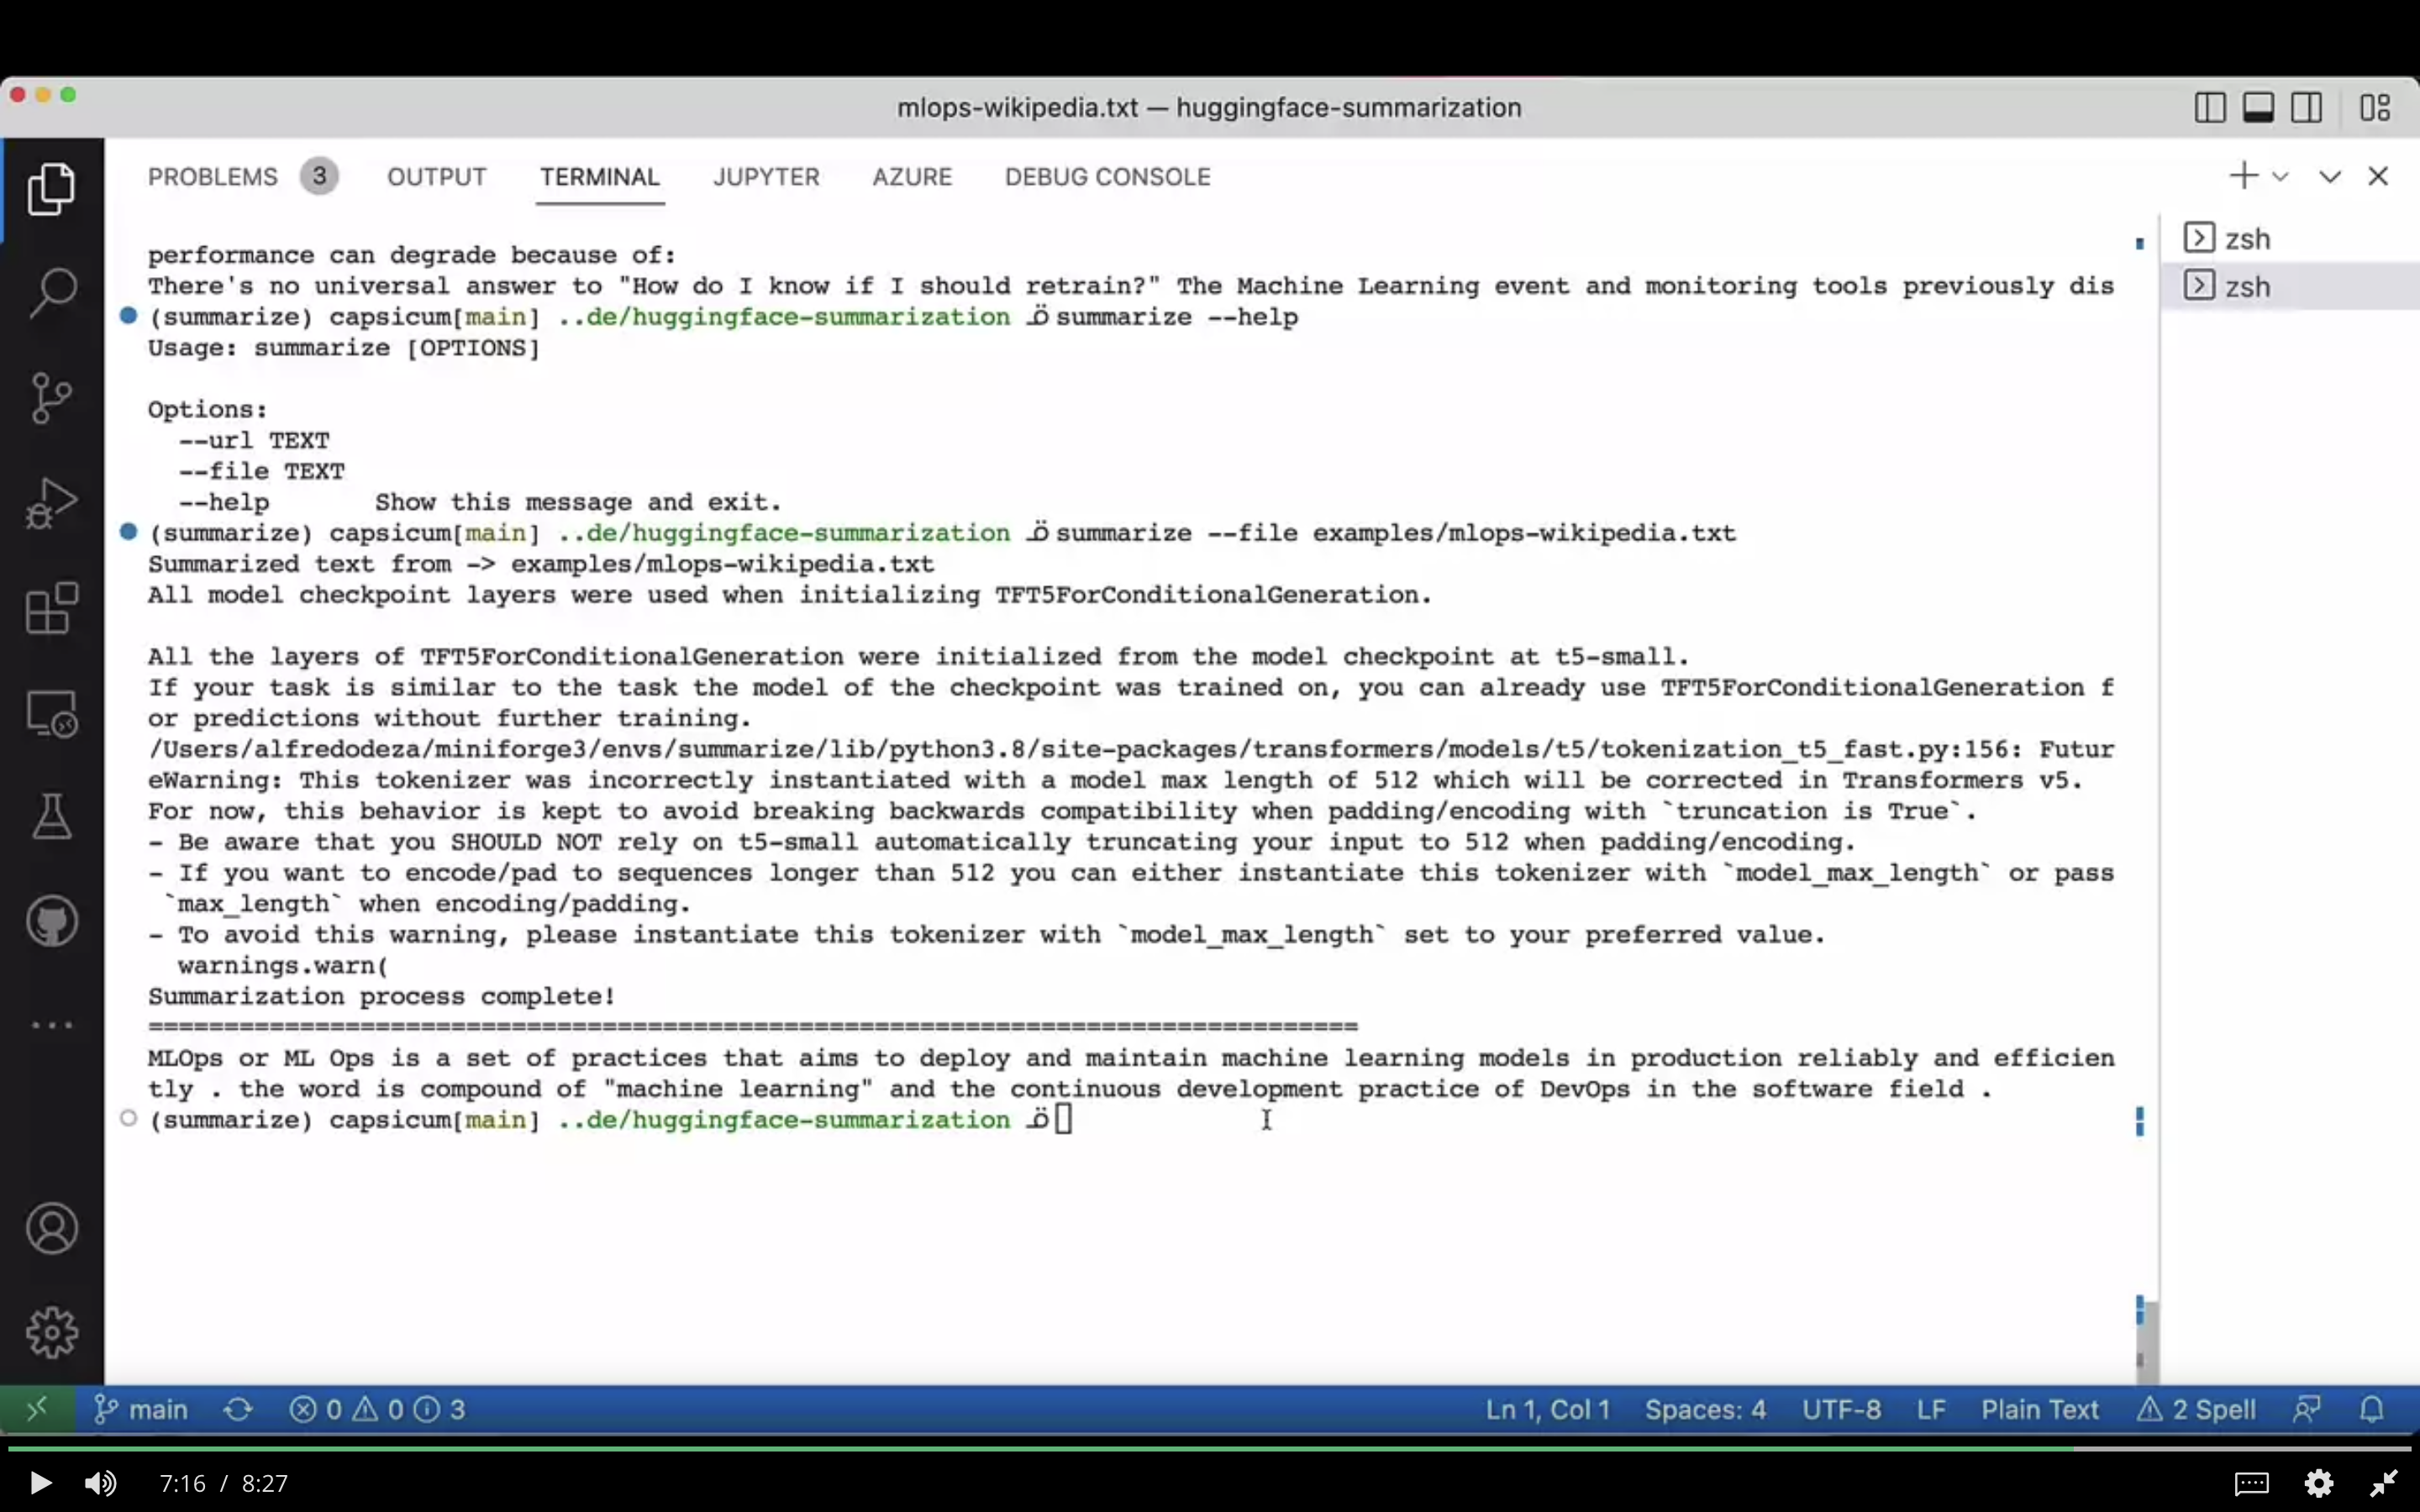 mlops-wikipedia.txt — huggingface-summarization
PROBLEMS 3 OUTPUT TERMINAL JUPYTER AZURE DEBUG CONSOLE
zsh
zsh
performance can degrade because of:
There's no universal answer to "How do I know if I should retrain?" The Machine Learning event and monitoring tools previously dis
(summarize) capsicum[main] ..de/huggingface-summarization summarize --help
Usage: summarize [OPTIONS]
Options:
--url TEXT
--file TEXT
--help Show this message and exit.
(summarize) capsicum[main] ..de/huggingface-summarization summarize --file examples/mlops-wikipedia.txt
Summarized text from -> examples/mlops-wikipedia.txt
All model checkpoint layers were used when initializing TFT5ForConditionalGeneration.
All the layers of TFT5ForConditionalGeneration were initialized from the model checkpoint at t5-small.
If your task is similar to the task the model of the checkpoint was trained on, you can already use TFT5ForConditionalGeneration f
or predictions without further training.
/Users/alfredodeza/miniforge3/envs/summarize/lib/python3.8/site-packages/transformers/models/t5/tokenization_t5_fast.py:156: Futur
eWarning: This tokenizer was incorrectly instantiated with a model max length of 512 which will be corrected in Transformers v5.
For now, this behavior is kept to avoid breaking backwards compatibility when padding/encoding with `truncation is True`.
- Be aware that you SHOULD NOT rely on t5-small automatically truncating your input to 512 when padding/encoding.
- If you want to encode/pad to sequences longer than 512 you can either instantiate this tokenizer with `model_max_length` or pass
`max_length` when encoding/padding.
- To avoid this warning, please instantiate this tokenizer with `model_max_length` set to your preferred value.
warnings.warn(
Summarization process complete!
================================================================================
MLOps or ML Ops is a set of practices that aims to deploy and maintain machine learning models in production reliably and efficien
tly . the word is compound of "machine learning" and the continuous development practice of DevOps in the software field .
(summarize) capsicum[main] ..de/huggingface-summarization
main 0 0 3 Ln 1, Col 1 Spaces: 4 UTF-8 LF Plain Text 2 Spell
7:16 / 8:27